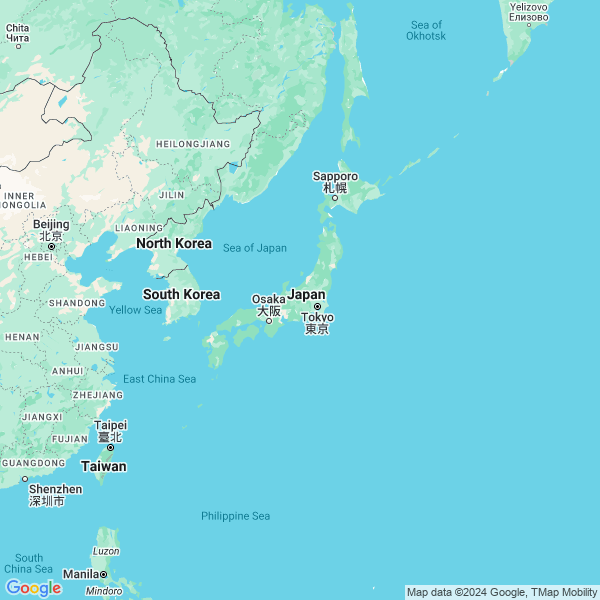 Yelizovo
Елизово
Sea of
Okhotsk
Chita
Чита
HEILONGJIANG
Sapporo
札幌
JILIN
INNER
MONGOLIA
LIAONING
Beijing
北京
North Korea
Sea of Japan
HEBEI
South Korea
Osaka
大阪
Japan
Tokyo
東京
SHANDONG
Yellow Sea
HENAN
JIANGSU
ANHUI
East China Sea
ZHEJIANG
JIANGXI
Taipei
臺北
FUJIAN
GUANGDONG
Taiwan
Shenzhen
深圳市
Philippine Sea
Luzon
South
China Sea
Manila
Mindoro
Google
Map data ©2024 Google, TMap Mobility